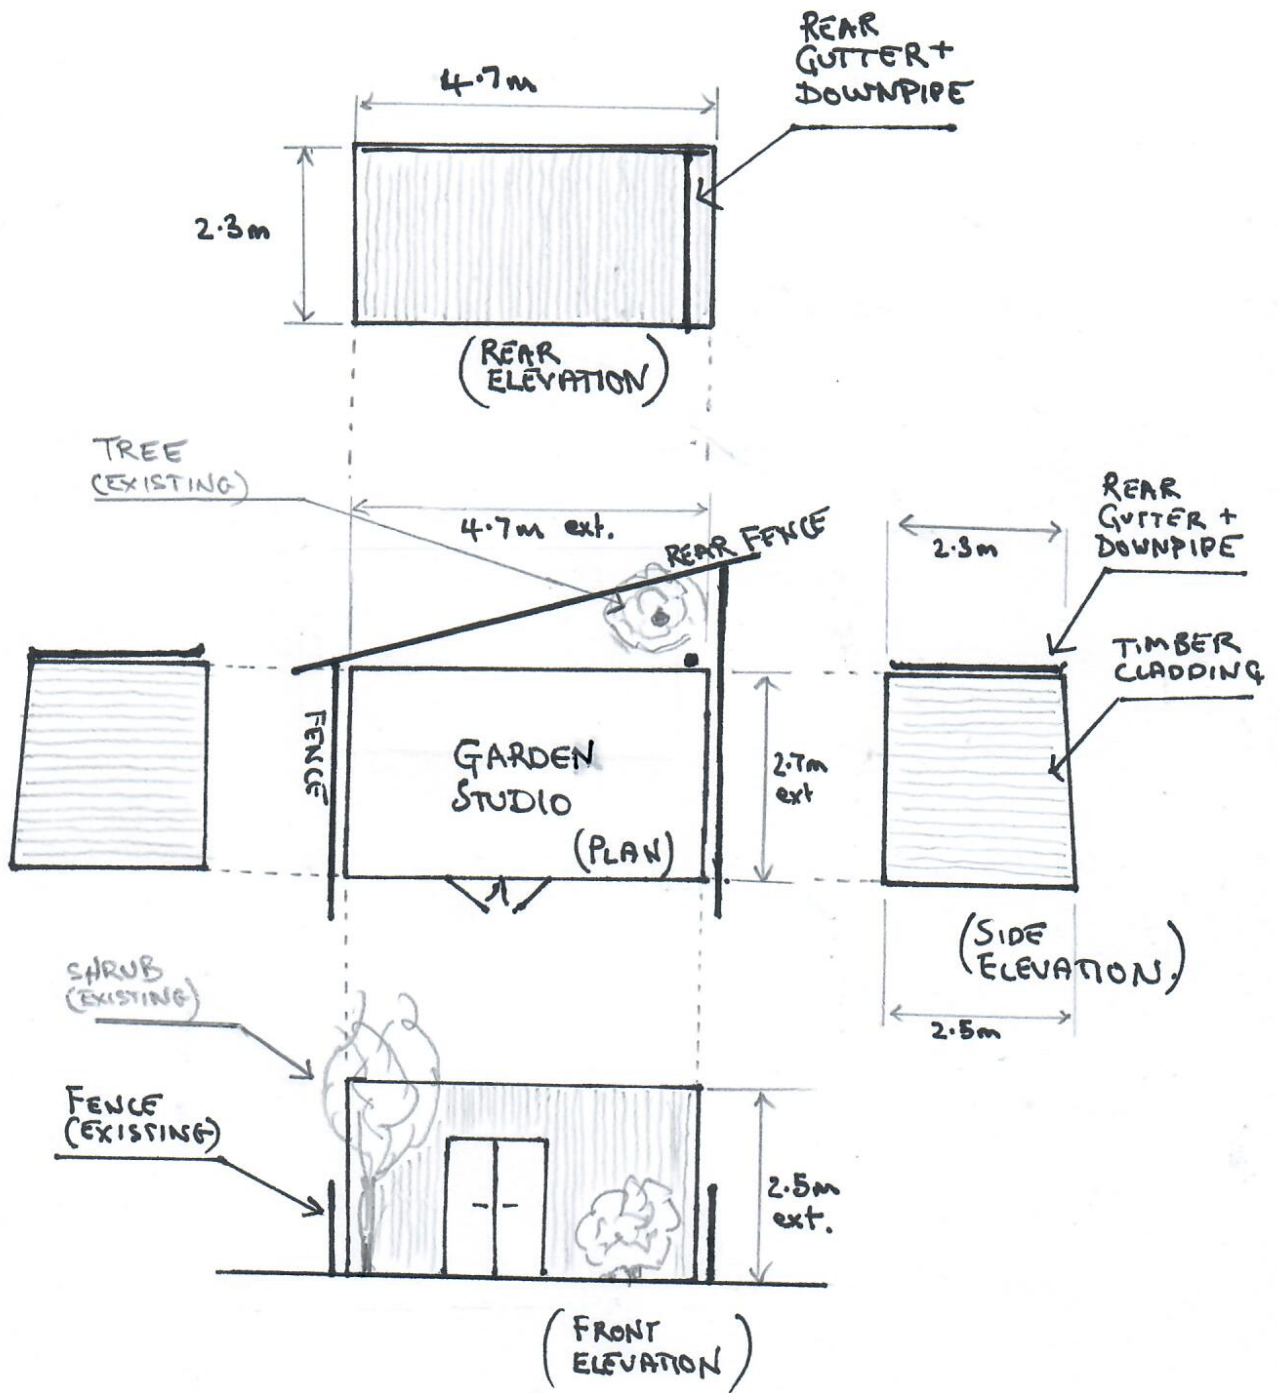 REAR
GUTTER +
DOWNPIPE
4.7m
2.3m
(REAR
ELEVATION)
TREE
(EXISTING)
4.7m ext.
REAR FENCE
2.3m
REAR
GUTTER +
DOWNPIPE
TIMBER
CLADDING
FENCE
GARDEN
STUDIO
(PLAN)
2.7m
ext
(SIDE
ELEVATION.)
2.5m
SHRUB
(EXISTING)
FENCE
(EXISTING)
2.5m
ext.
(FRONT
ELEVATION)